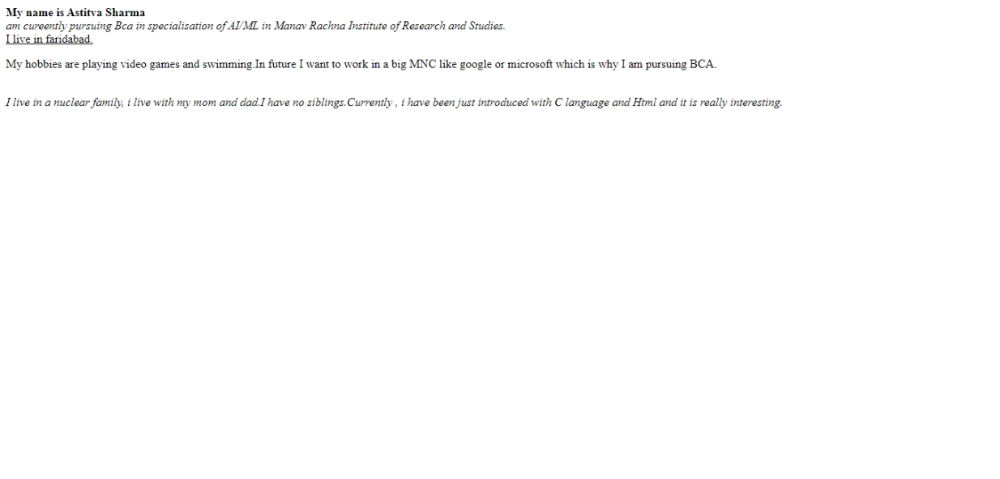 My name is Astitva Sharma
am cureently pursuing Bca in specialisation of AI/ML in Manav Rachna Institute of Research and Studies.
I live in faridabad.
My hobbies are playing video games and swimming.In future I want to work in a big MNC like google or microsoft which is why I am pursuing BCA.
I live in a nuclear family, i live with my mom and dad.I have no siblings.Currently , i have been just introduced with C language and Html and it is really interesting.